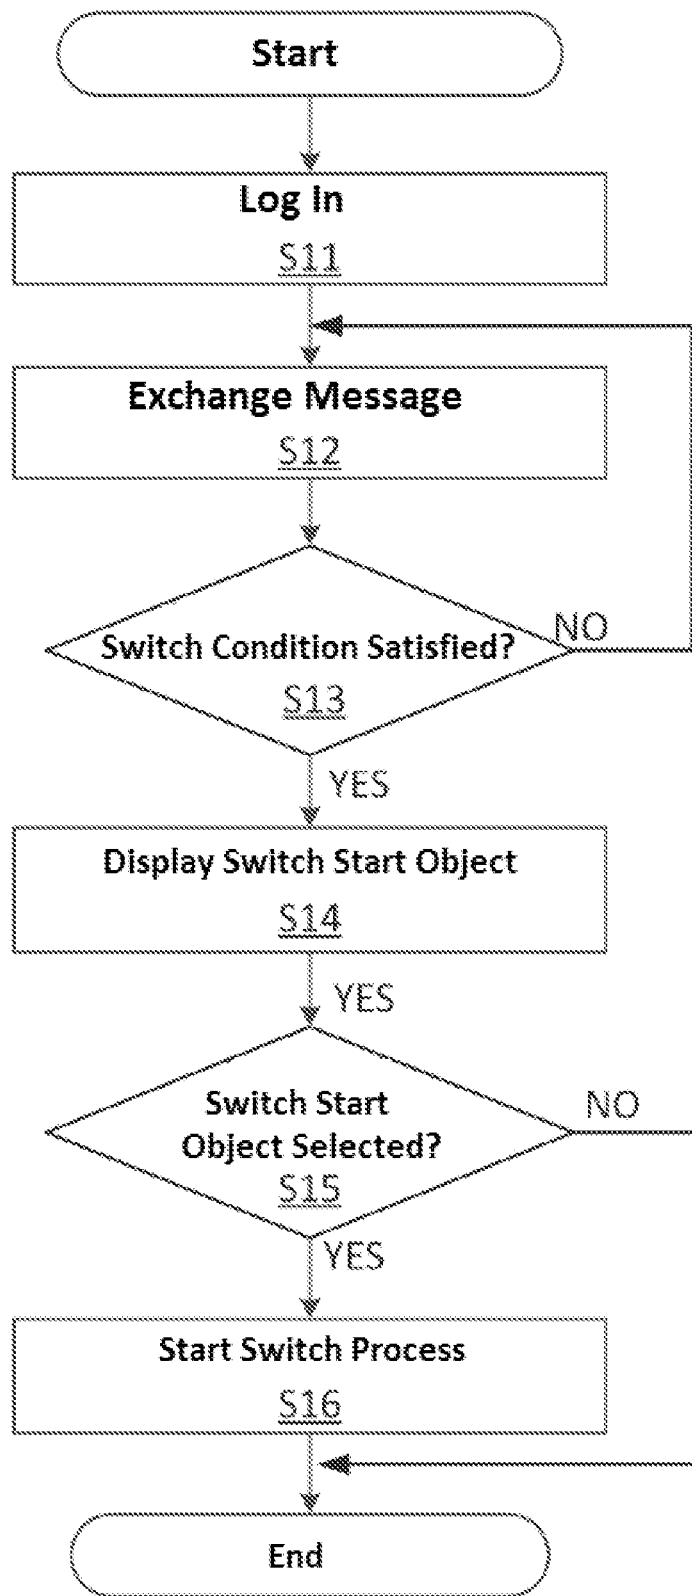 Start
Log In
S11
Exchange Message
S12
Switch Condition Satisfied?
NO
S13
YES
Display Switch Start Object
S14
YES
Switch Start
Object Selected?
NO
S15
YES
Start Switch Process
S16
End